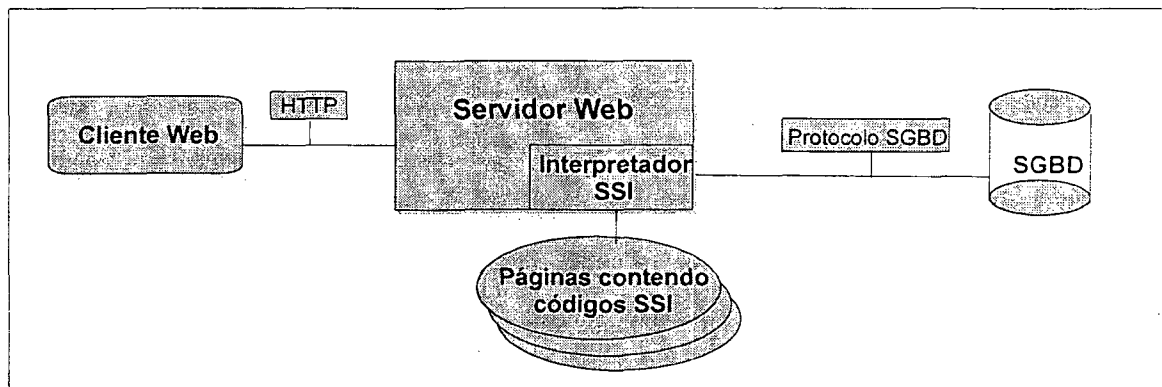 Cliente Web
HTTP
Servidor Web
Interpretador
SSI
Protocolo SGBD
SGBD
Páginas contendo
códigos SSI